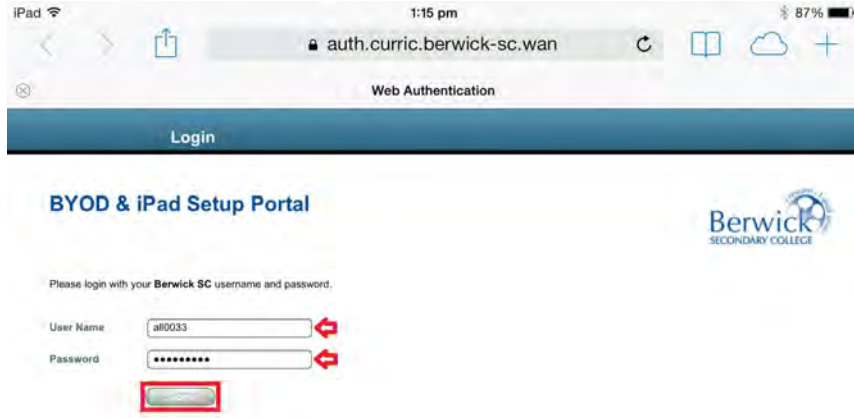 iPad 1:15 pm 87%
auth.curric.berwick-sc.wan
Web Authentication
Login
BYOD & iPad Setup Portal
Berwick
SECONDARY COLLEGE
Please login with your Berwick SC username and password.
User Name all0033
Password •••••••••